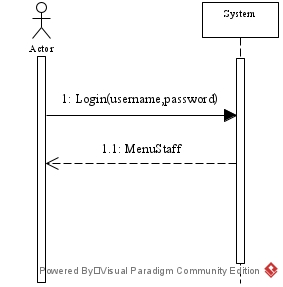 System
Actor
1: Login(username,password)
1.1: MenuStaff
Powered By□Visual Paradigm Community Edition